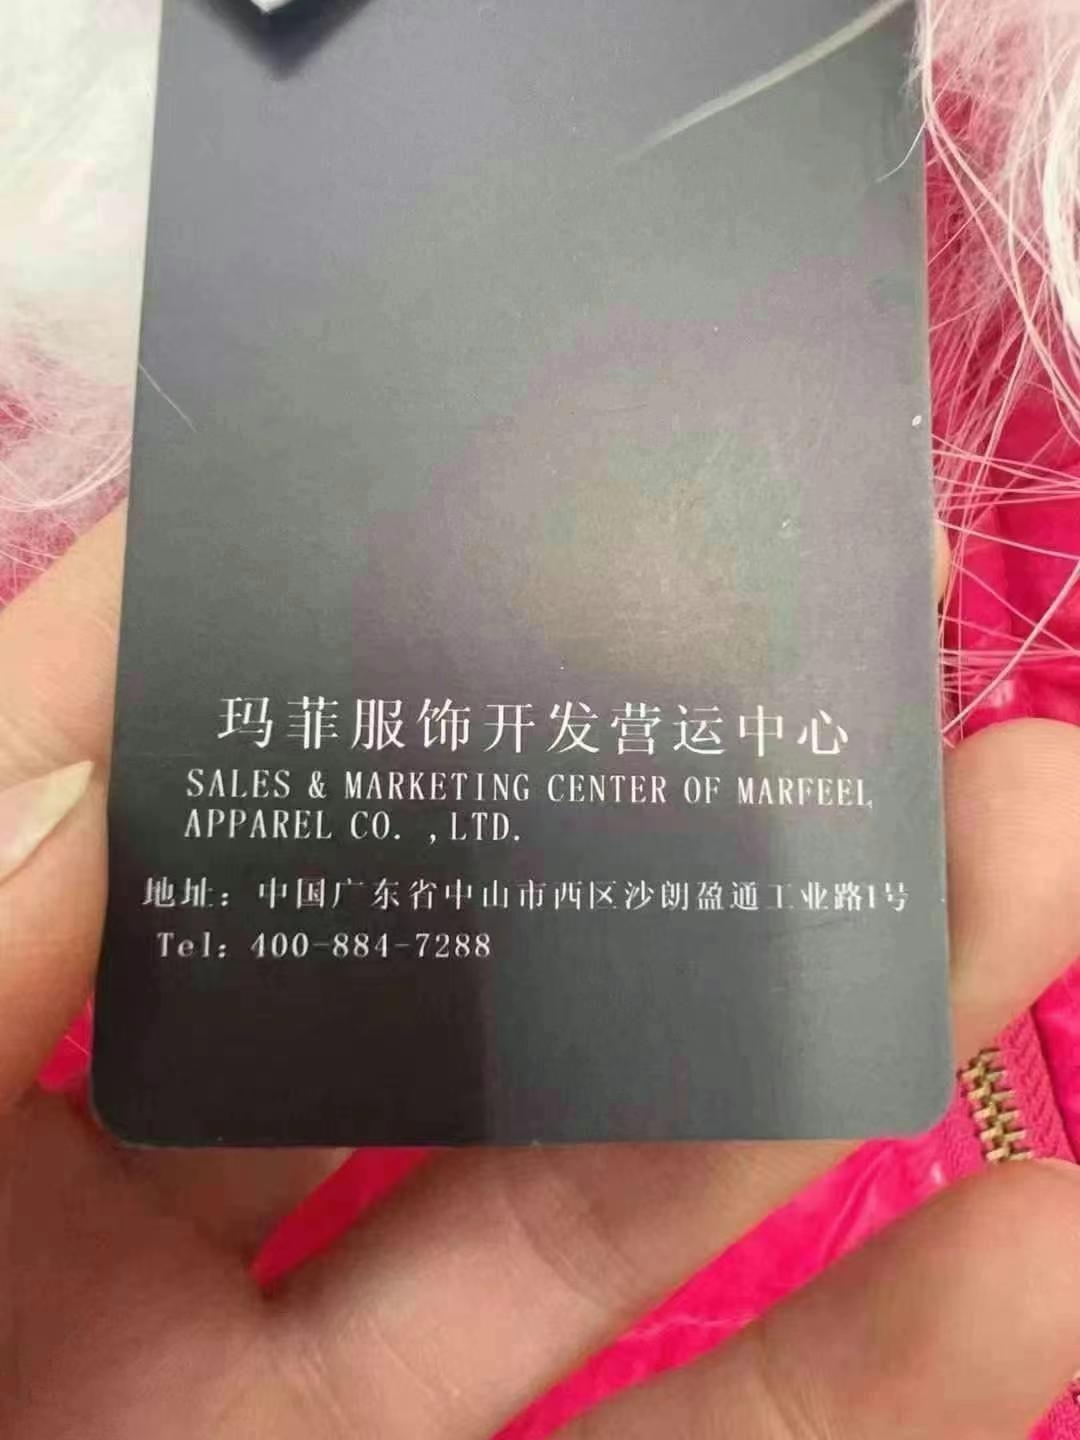 玛菲服饰开发营运中心
SALES & MARKETING CENTER OF MARFEEL
APPAREL CO. ,LTD.
地址：中国广东省中山市西区沙朗盈通工业路1号
Tel：400-884-7288